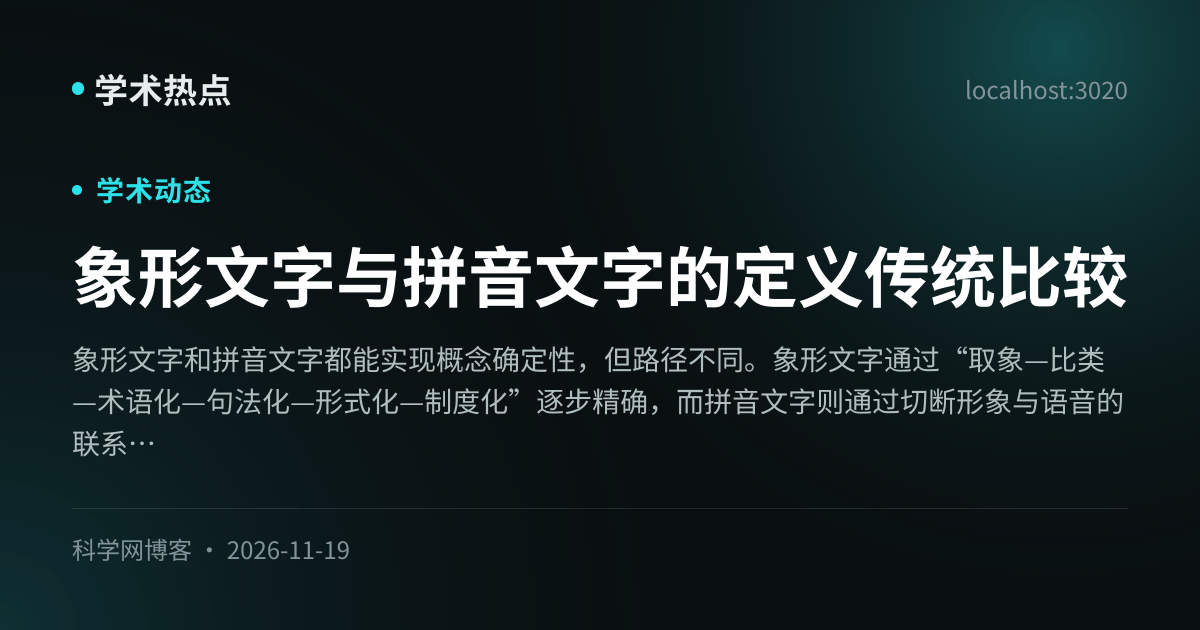 学术热点
localhost:3020
学术动态
象形文字与拼音文字的定义传统比较
象形文字和拼音文字都能实现概念确定性，但路径不同。象形文字通过“取象—比类
—术语化—句法化—形式化—制度化”逐步精确，而拼音文字则通过切断形象与语音的
联系…
科学网博客 • 2026-11-19